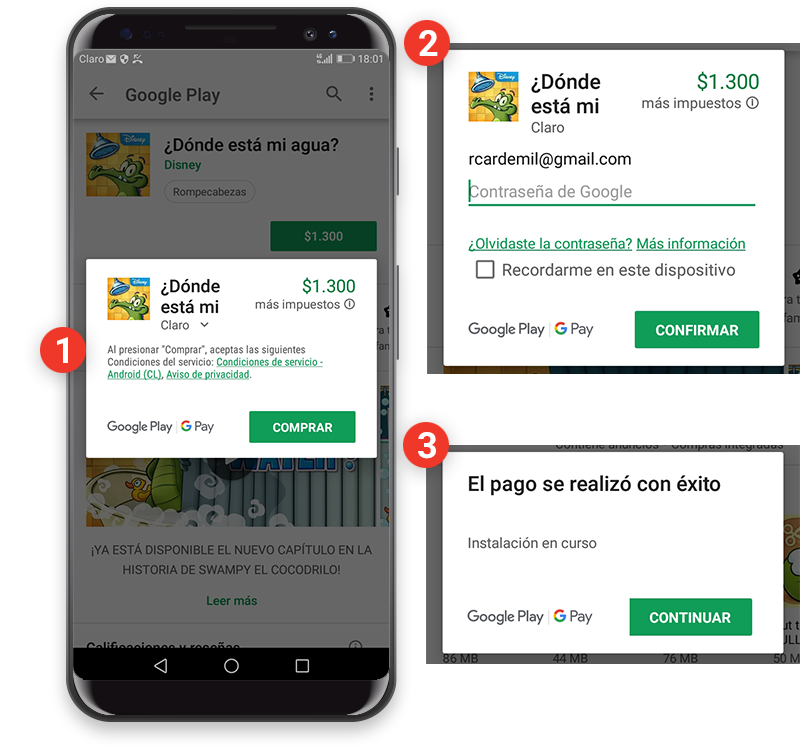 1
Claro 18:01
Google Play
Disney
¿Dónde está mi agua?
Disney
Rompecabezas
$1.300
Disney
¿Dónde
está mi
$1.300
más impuestos
Claro
Al presionar "Comprar", aceptas las siguientes
Condiciones del servicio: Condiciones de servicio -
Android (CL), Aviso de privacidad.
Google Play | G Pay
COMPRAR
WATER?
¡YA ESTÁ DISPONIBLE EL NUEVO CAPÍTULO EN LA
HISTORIA DE SWAMPY EL COCODRILO!
Leer más
Calificaciones y reseñas
2
Disney
¿Dónde
está mi
$1.300
más impuestos
Claro
rcardemil@gmail.com
Contraseña de Google
¿Olvidaste la contraseña? Más información
Recordarme en este dispositivo
Google Play | G Pay
CONFIRMAR
3
Contiene anuncios · Compras integradas
El pago se realizó con éxito
Instalación en curso
Google Play | G Pay
CONTINUAR
86 MB 44 MB 76 MB 50 M